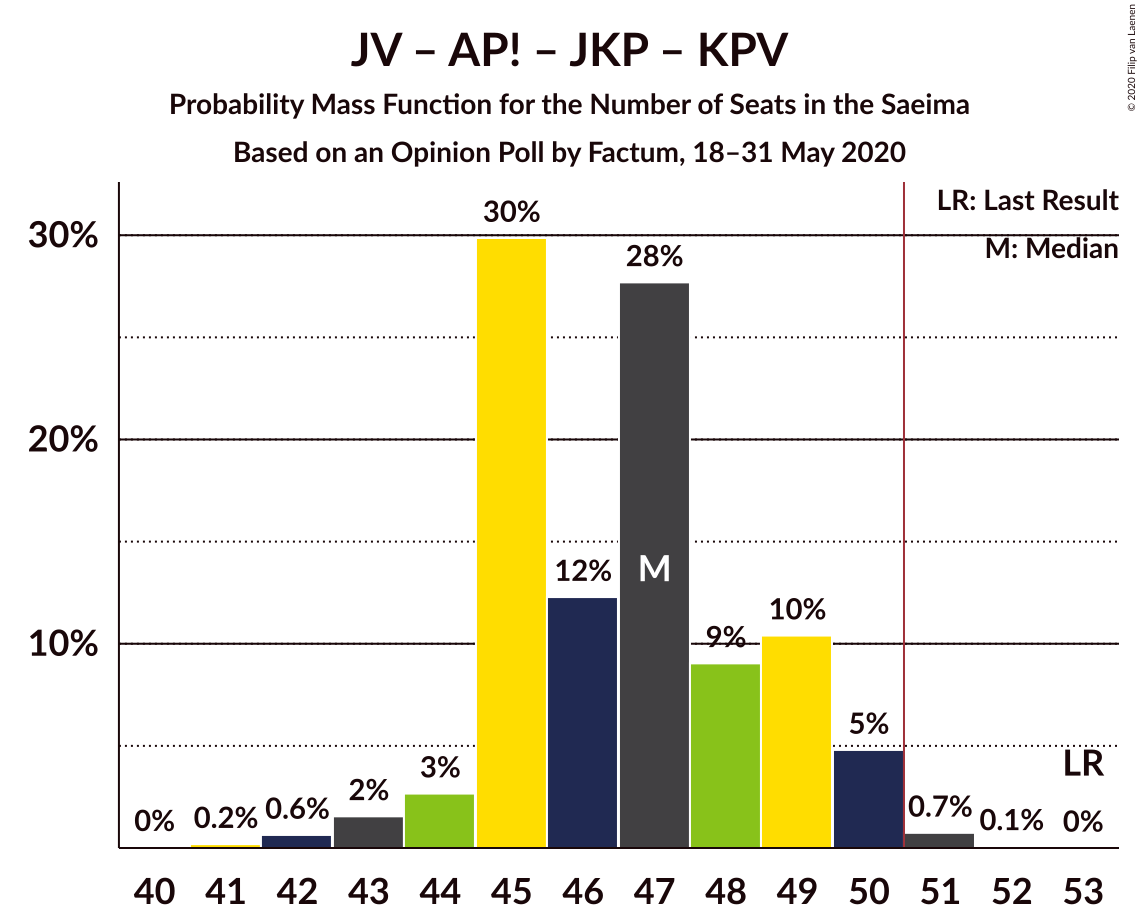 JV – AP! – JKP – KPV
Probability Mass Function for the Number of Seats in the Saeima
Based on an Opinion Poll by Factum, 18–31 May 2020
© 2020 Filip van Laenen
LR: Last Result
M: Median
30%
20%
10%
0%
0.2%
0.6%
2%
3%
30%
12%
28%
M
9%
10%
5%
0.7%
0.1%
LR
0%
40 41 42 43 44 45 46 47 48 49 50 51 52 53